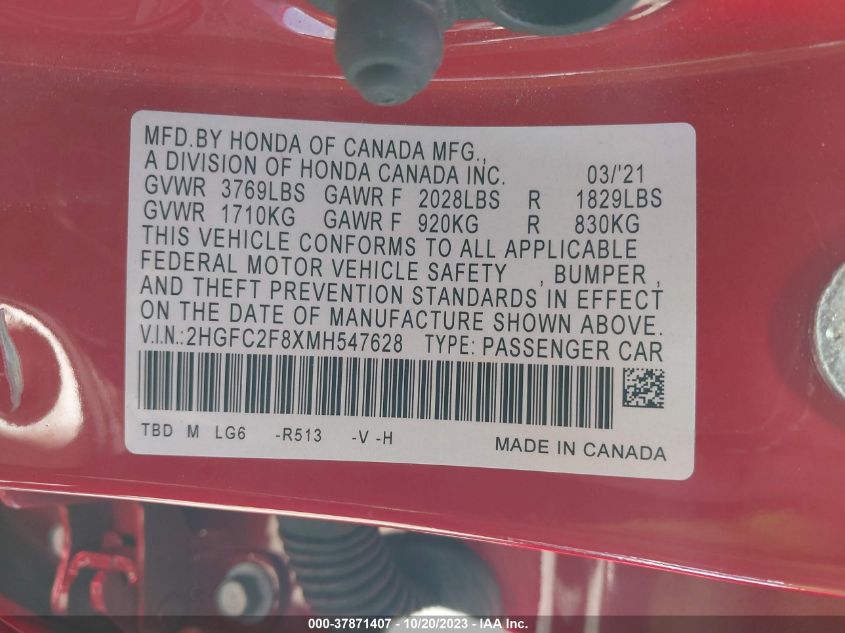 MFD.BY HONDA OF CANADA MFG.,
A DIVISION OF HONDA CANADA INC. 03/'21
GVWR 3769LBS GAWR F 2028LBS R 1829LBS
GVWR 1710KG GAWR F 920KG R 830KG
THIS VEHICLE CONFORMS TO ALL APPLICABLE
FEDERAL MOTOR VEHICLE SAFETY , BUMPER ,
AND THEFT PREVENTION STANDARDS IN EFFECT
ON THE DATE OF MANUFACTURE SHOWN ABOVE.
V.I.N.:2HGFC2F8XMH547628 TYPE: PASSENGER CAR
TBD M LG6 -R513 -V -H MADE IN CANADA
000-37871407 - 10/20/2023 - IAA Inc.